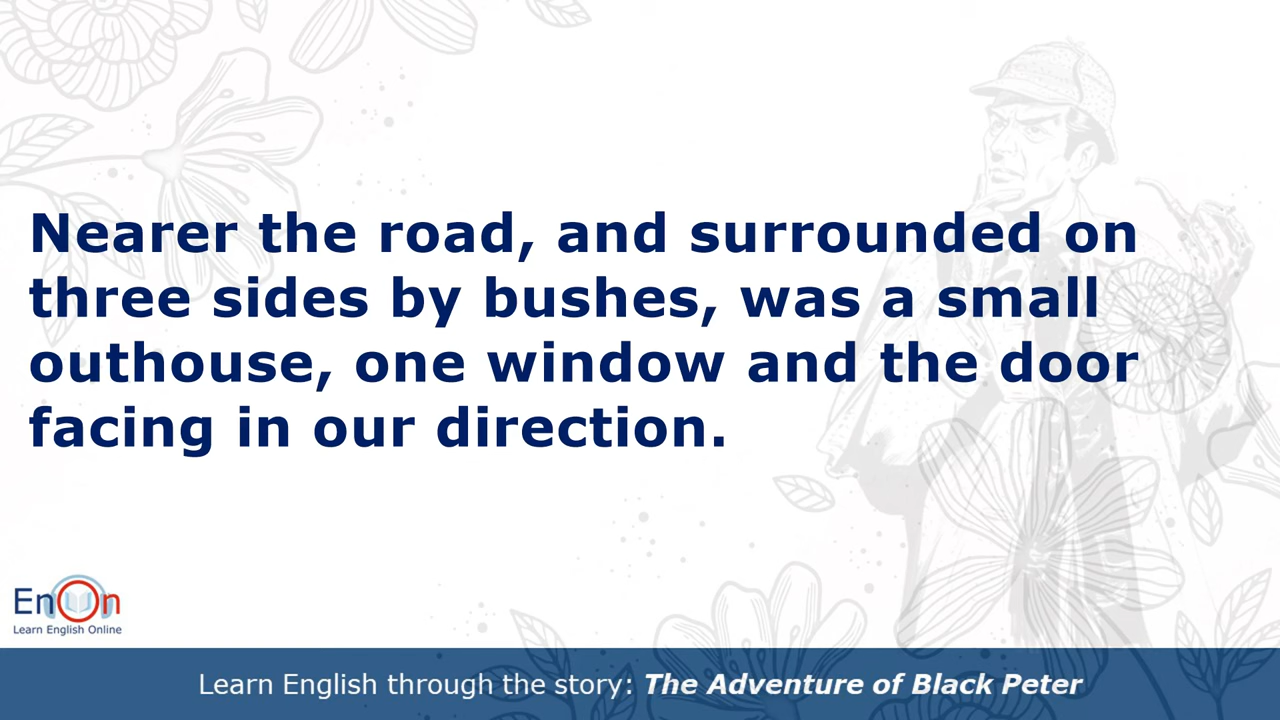 Nearer the road, and surrounded on
three sides by bushes, was a small
outhouse, one window and the door
facing in our direction.
EnOn
Learn English Online
Learn English through the story: The Adventure of Black Peter